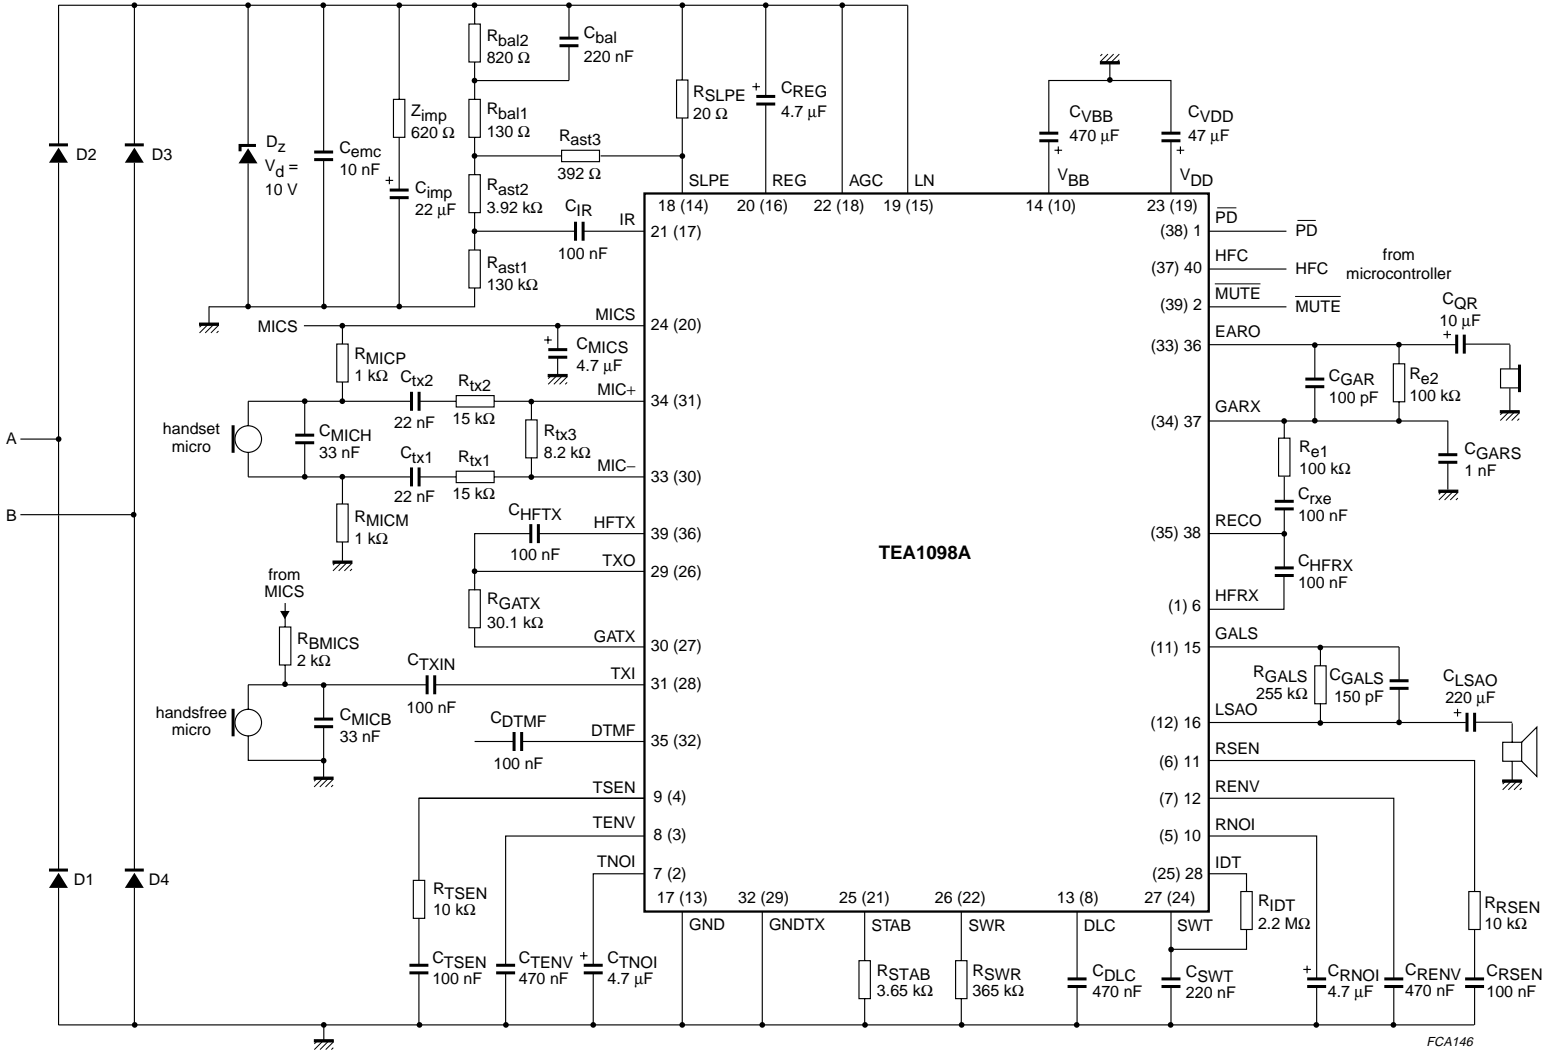 Rbal2
820 Ω
Cbal
220 nF
RSLPE
20 Ω
CREG
+
4.7 μF
CVBB
470 μF
+
CVDD
47 μF
+
Zimp
620 Ω
Rbal1
130 Ω
Rast3
392 Ω
D2
D3
Dz
Vd =
10 V
Cemc
10 nF
Cimp
+
22 μF
Rast2
3.92 kΩ
CIR
100 nF
IR
SLPE
REG
AGC
LN
VBB
VDD
18 (14)
20 (16)
22 (18)
19 (15)
14 (10)
23 (19)
21 (17)
Rast1
130 kΩ
PD
(38) 1
PD
HFC
(37) 40
HFC
from
microcontroller
MUTE
(39) 2
MUTE
MICS
MICS
24 (20)
CMICS
+
4.7 μF
EARO
(33) 36
CQR
10 μF
+
RMICP
1 kΩ
Ctx2
22 nF
Rtx2
15 kΩ
MIC+
34 (31)
CGAR
100 pF
Re2
100 kΩ
GARX
(34) 37
A
handset
micro
CMICH
33 nF
Rtx3
8.2 kΩ
Ctx1
22 nF
Rtx1
15 kΩ
MIC−
33 (30)
Re1
100 kΩ
CGARS
1 nF
Crxe
100 nF
B
RMICM
1 kΩ
CHFTX
100 nF
HFTX
39 (36)
RECO
(35) 38
TEA1098A
TXO
29 (26)
CHFRX
100 nF
from
MICS
RGATX
30.1 kΩ
HFRX
(1) 6
GATX
30 (27)
RBMICS
2 kΩ
CTXIN
100 nF
TXI
31 (28)
GALS
(11) 15
RGALS
255 kΩ
CGALS
150 pF
CLSAO
220 μF
+
handsfree
micro
CMICB
33 nF
CDTMF
100 nF
DTMF
35 (32)
LSAO
(12) 16
RSEN
(6) 11
TSEN
9 (4)
RENV
(7) 12
TENV
8 (3)
RNOI
(5) 10
D1
D4
TNOI
7 (2)
IDT
(25) 28
RTSEN
10 kΩ
17 (13)
32 (29)
25 (21)
26 (22)
13 (8)
27 (24)
GND
GNDTX
STAB
SWR
DLC
SWT
RIDT
2.2 MΩ
RRSEN
10 kΩ
CTSEN
100 nF
CTENV
470 nF
+
CTNOI
4.7 μF
RSTAB
3.65 kΩ
RSWR
365 kΩ
CDLC
470 nF
CSWT
220 nF
+
CRNOI
4.7 μF
CRENV
470 nF
CRSEN
100 nF
FCA146